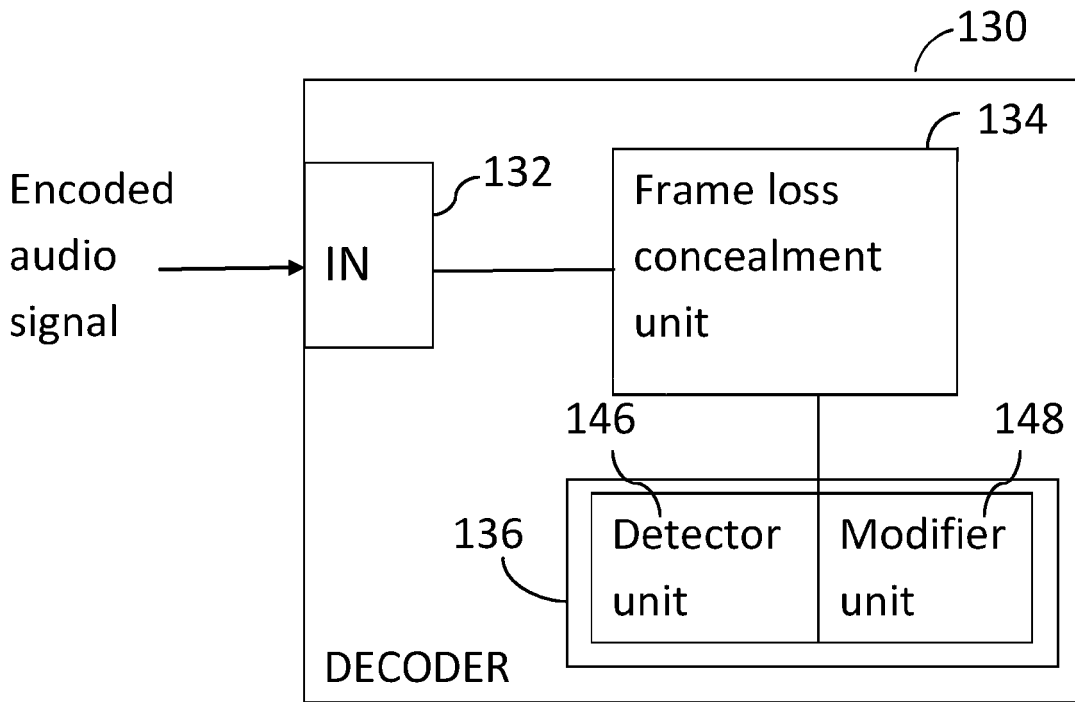 130
134
Encoded
audio
signal
132
IN
Frame loss
concealment
unit
146
148
136
Detector
unit
Modifier
unit
DECODER